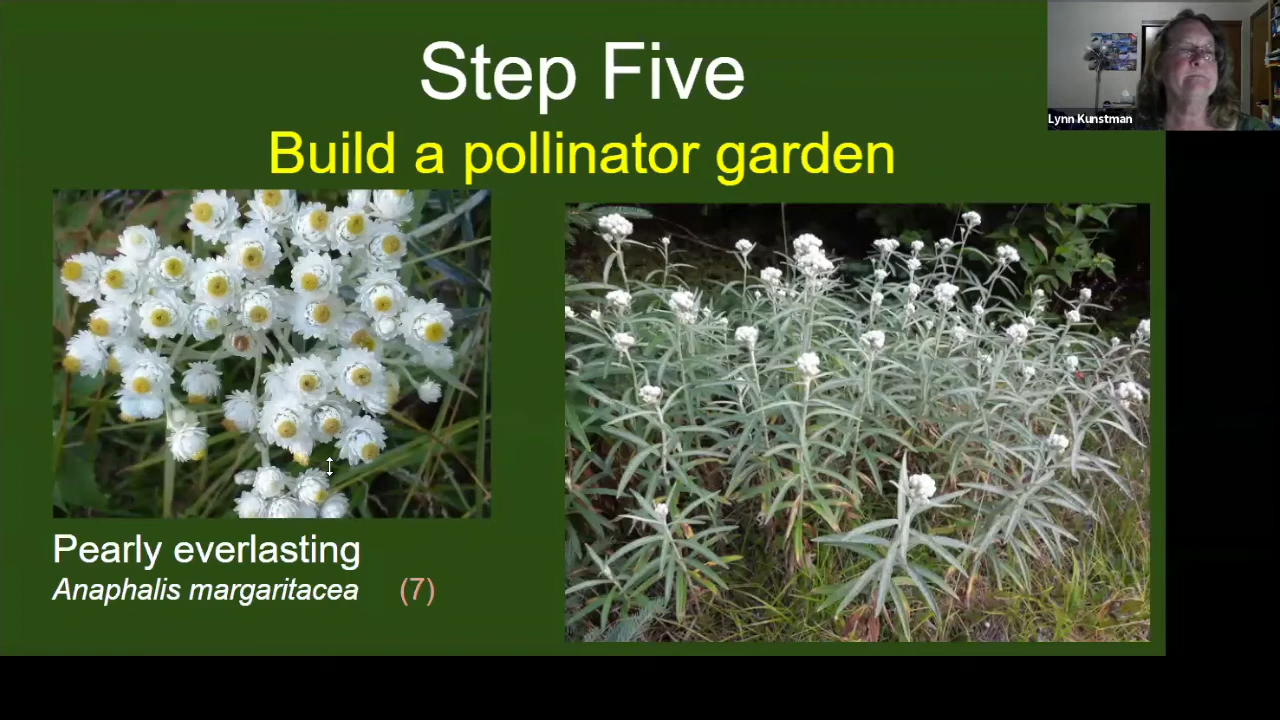 Step Five
Build a pollinator garden
Lynn Kunstman
Pearly everlasting
Anaphalis margaritacea (7)